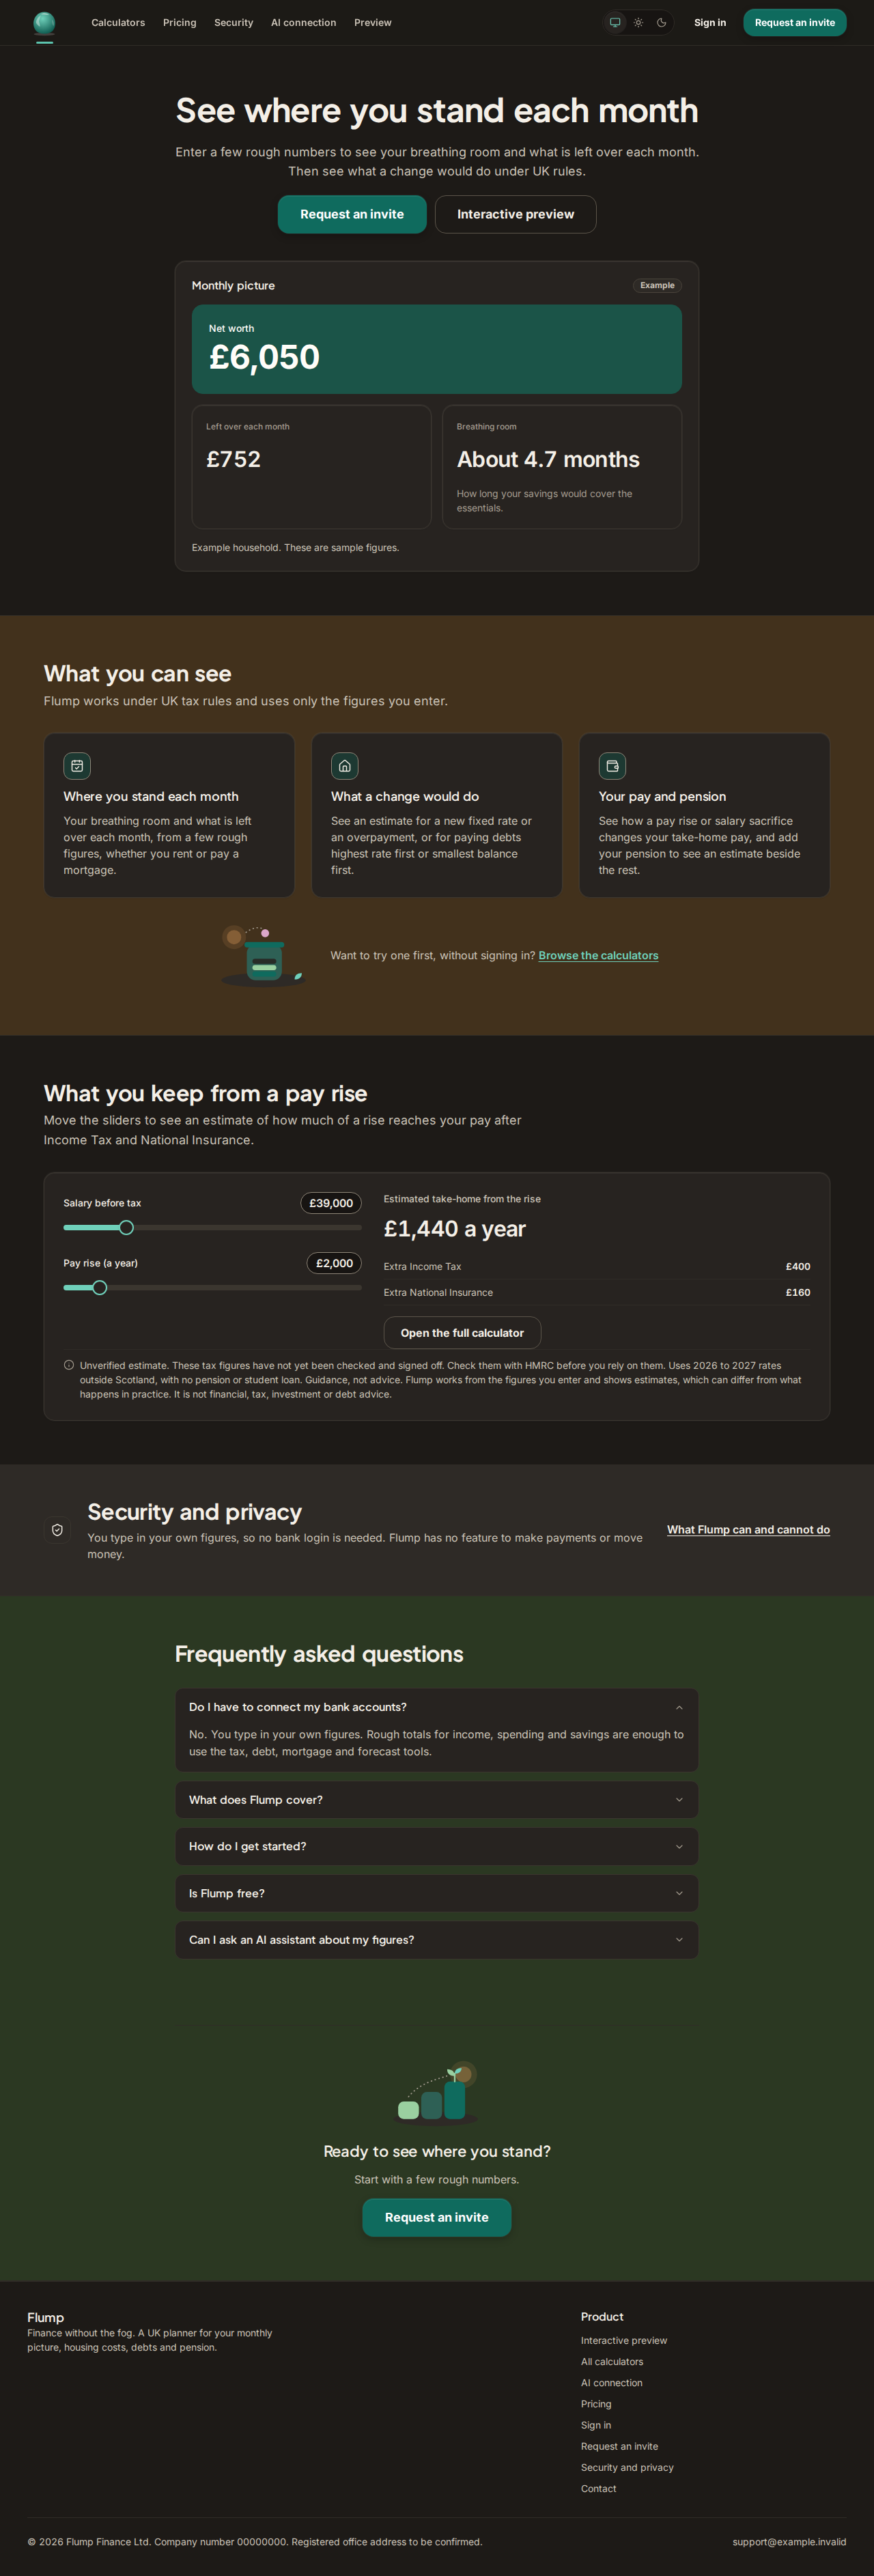 Calculators
Pricing
Security
AI connection
Preview
Sign in
Request an invite
See where you stand each month
Enter a few rough numbers to see your breathing room and what is left over each month.
Then see what a change would do under UK rules.
Request an invite
Interactive preview
Monthly picture
Example
Net worth
£6,050
Left over each month
£752
Breathing room
About 4.7 months
How long your savings would cover the
essentials.
Example household. These are sample figures.
What you can see
Flump works under UK tax rules and uses only the figures you enter.
Where you stand each month
Your breathing room and what is left
over each month, from a few rough
figures, whether you rent or pay a
mortgage.
What a change would do
See an estimate for a new fixed rate or
an overpayment, or for paying debts
highest rate first or smallest balance
first.
Your pay and pension
See how a pay rise or salary sacrifice
changes your take-home pay, and add
your pension to see an estimate beside
the rest.
Want to try one first, without signing in? Browse the calculators
What you keep from a pay rise
Move the sliders to see an estimate of how much of a rise reaches your pay after
Income Tax and National Insurance.
Salary before tax
£39,000
Pay rise (a year)
£2,000
Estimated take-home from the rise
£1,440 a year
Extra Income Tax
£400
Extra National Insurance
£160
Open the full calculator
Unverified estimate. These tax figures have not yet been checked and signed off. Check them with HMRC before you rely on them. Uses 2026 to 2027 rates
outside Scotland, with no pension or student loan. Guidance, not advice. Flump works from the figures you enter and shows estimates, which can differ from what
happens in practice. It is not financial, tax, investment or debt advice.
Security and privacy
You type in your own figures, so no bank login is needed. Flump has no feature to make payments or move
money.
What Flump can and cannot do
Frequently asked questions
Do I have to connect my bank accounts?
No. You type in your own figures. Rough totals for income, spending and savings are enough to
use the tax, debt, mortgage and forecast tools.
What does Flump cover?
How do I get started?
Is Flump free?
Can I ask an AI assistant about my figures?
Ready to see where you stand?
Start with a few rough numbers.
Request an invite
Flump
Finance without the fog. A UK planner for your monthly
picture, housing costs, debts and pension.
Product
Interactive preview
All calculators
AI connection
Pricing
Sign in
Request an invite
Security and privacy
Contact
© 2026 Flump Finance Ltd. Company number 00000000. Registered office address to be confirmed.
support@example.invalid